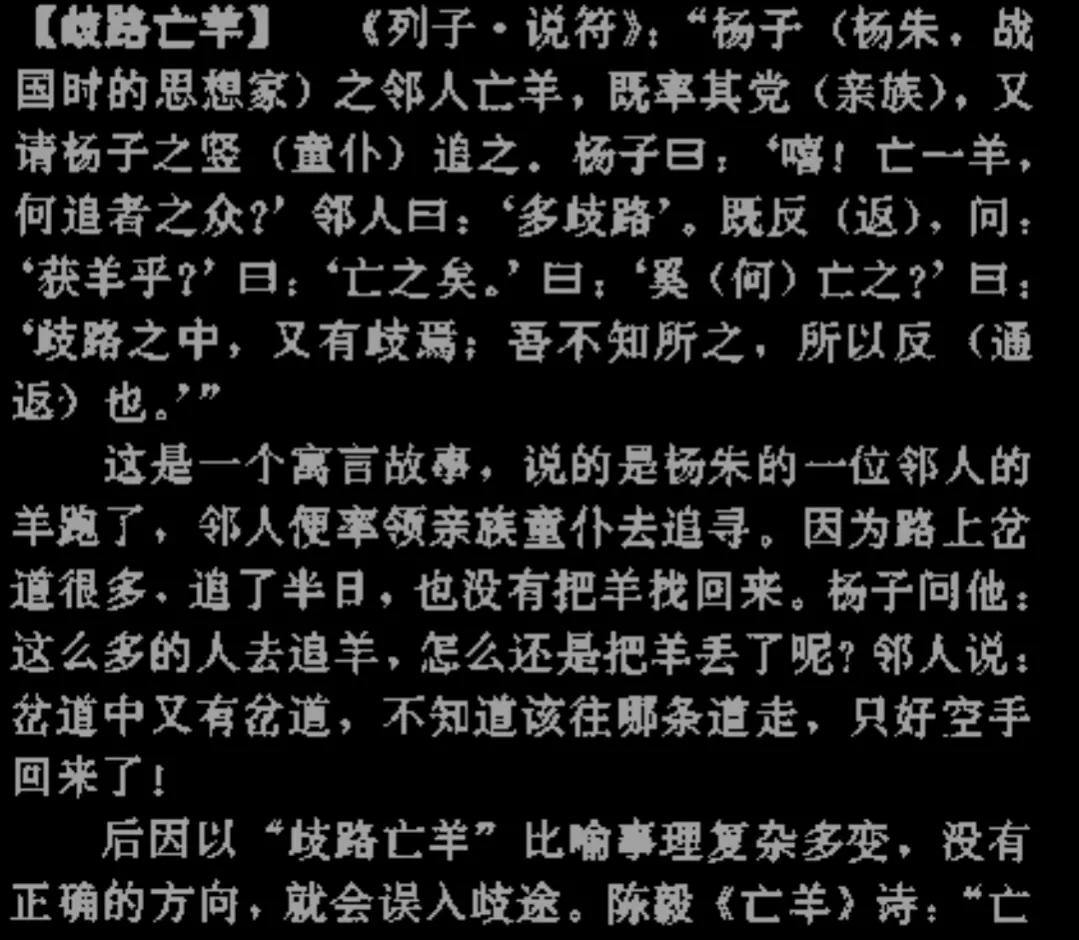 【歧路亡羊】 《列子·说符》：“杨子（杨朱，战
国时的思想家）之邻人亡羊，既率其党（亲族），又
请杨子之竖（童仆）追之。杨子曰：‘嘻！亡一羊，
何追者之众？’邻人曰：‘多歧路’。既反（返），问：
‘获羊乎？’曰：‘亡之矣。’曰：‘奚（何）亡之？’曰：
‘歧路之中，又有歧焉；吾不知所之，所以反（通
返）也。’”
这是一个寓言故事，说的是杨朱的一位邻人的
羊跑了，邻人便率领亲族童仆去追寻。因为路上岔
道很多，追了半日，也没有把羊找回来。杨子问他：
这么多的人去追羊，怎么还是把羊丢了呢？邻人说：
岔道中又有岔道，不知道该往哪条道走，只好空手
回来了！
后因以“歧路亡羊”比喻事理复杂多变，没有
正确的方向，就会误入歧途。陈毅《亡羊》诗：“亡